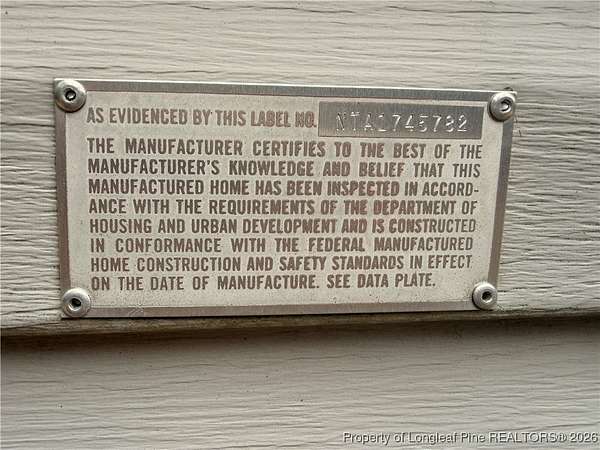 AS EVIDENCED BY THIS LABEL NO. NTA1745782
THE MANUFACTURER CERTIFIES TO THE BEST OF THE
MANUFACTURER'S KNOWLEDGE AND BELIEF THAT THIS
MANUFACTURED HOME HAS BEEN INSPECTED IN ACCORD-
ANCE WITH THE REQUIREMENTS OF THE DEPARTMENT OF
HOUSING AND URBAN DEVELOPMENT AND IS CONSTRUCTED
IN CONFORMANCE WITH THE FEDERAL MANUFACTURED
HOME CONSTRUCTION AND SAFETY STANDARDS IN EFFECT
ON THE DATE OF MANUFACTURE. SEE DATA PLATE.
Property of Longleaf Pine REALTORS® 2026